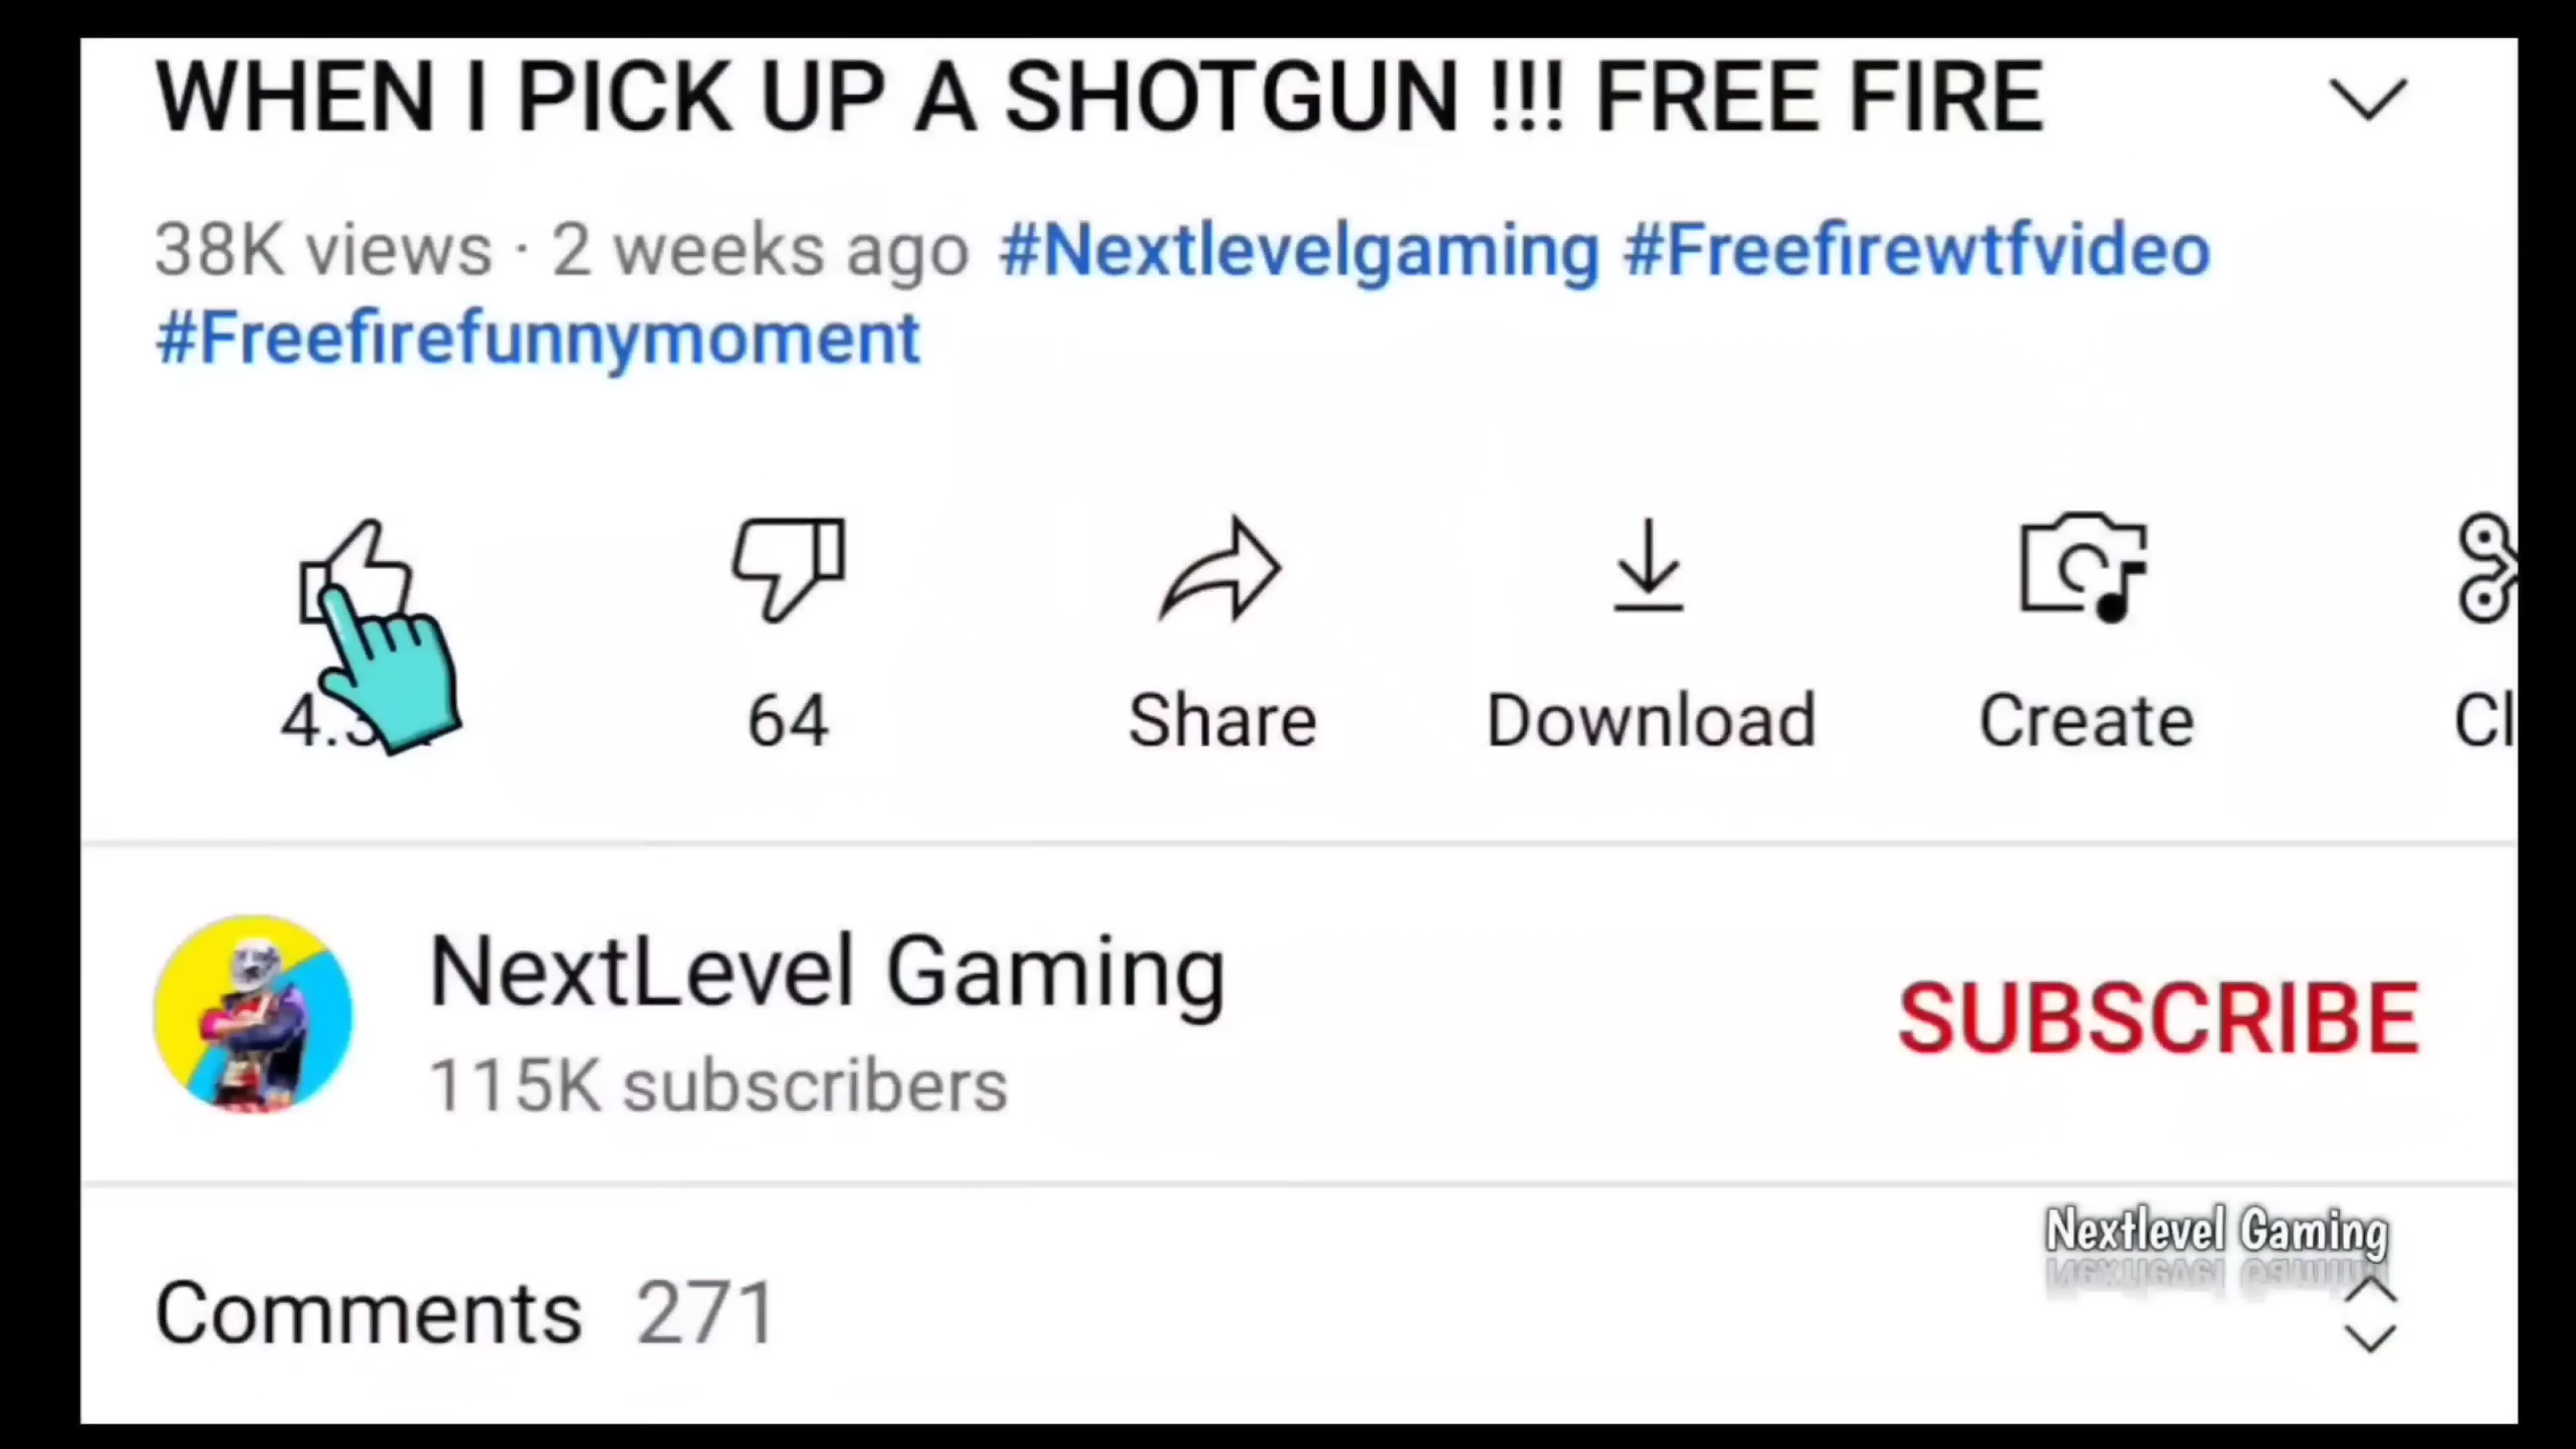 WHEN I PICK UP A SHOTGUN !!! FREE FIRE
38K views · 2 weeks ago #Nextlevelgaming #Freefirewtfvideo
#Freefirefunnymoment
64 Share Download Create
NextLevel Gaming
115K subscribers
SUBSCRIBE
Nextlevel Gaming
Comments 271